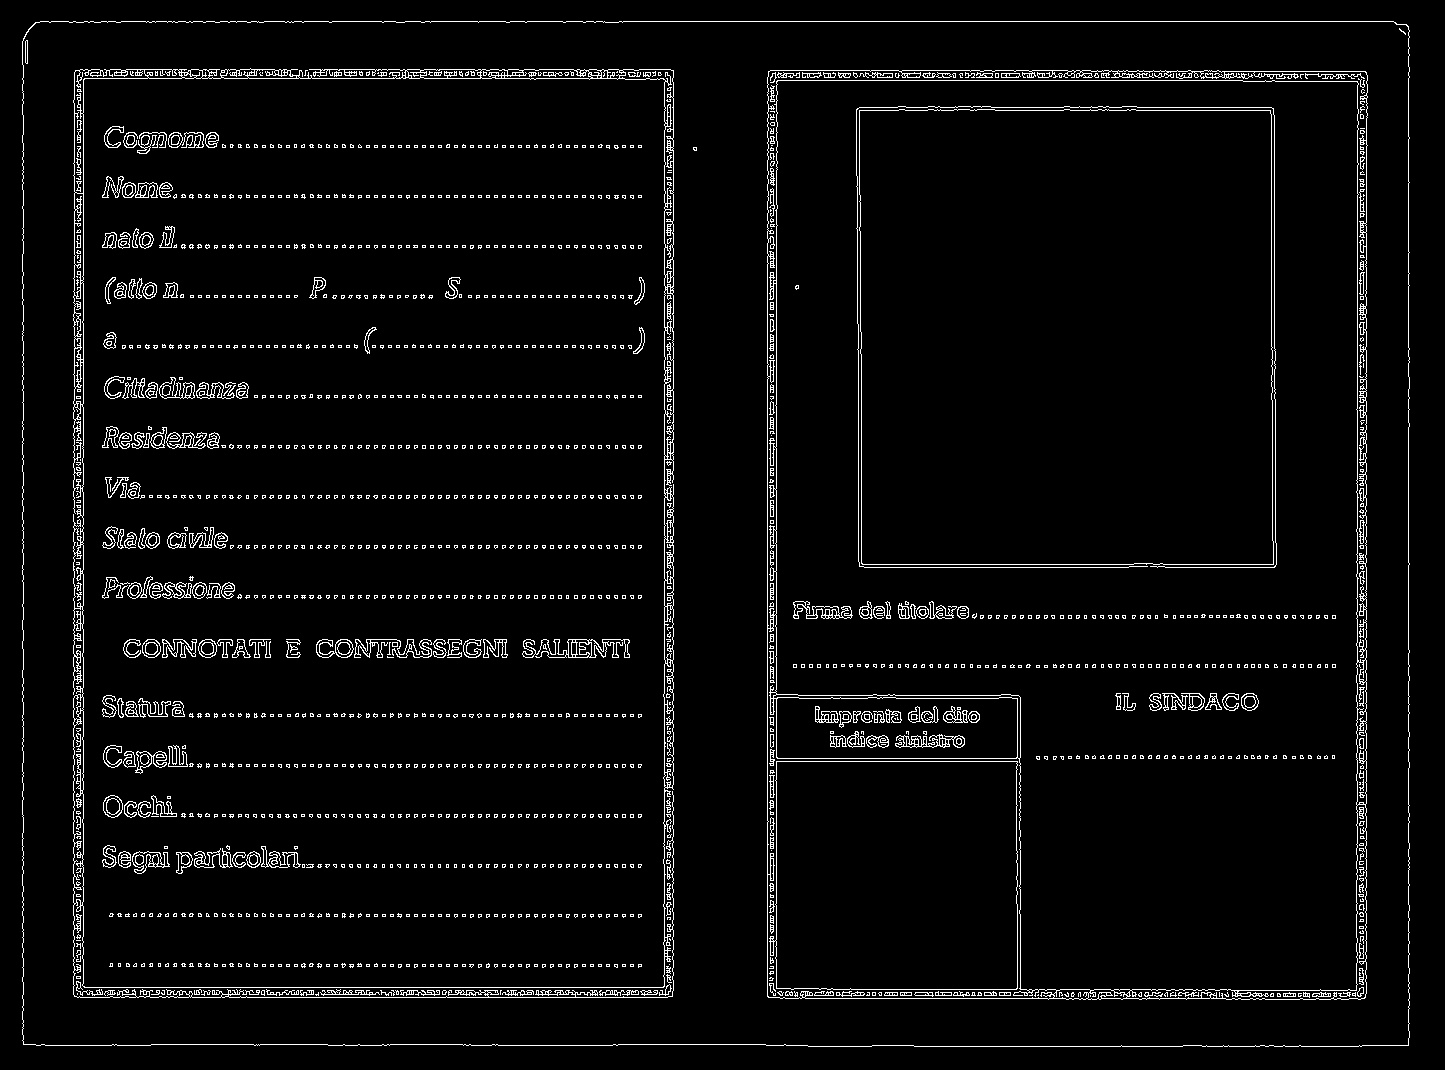 Cognome
Nome
nato il
(atto n. P. S. )
a ( )
Cittadinanza
Residenza
Via
Stato civile
Professione
CONNOTATI E CONTRASSEGNI SALIENTI
Statura
Capelli
Occhi
Segni particolari
Firma del titolare
Impronta del dito
indice sinistro
IL SINDACO